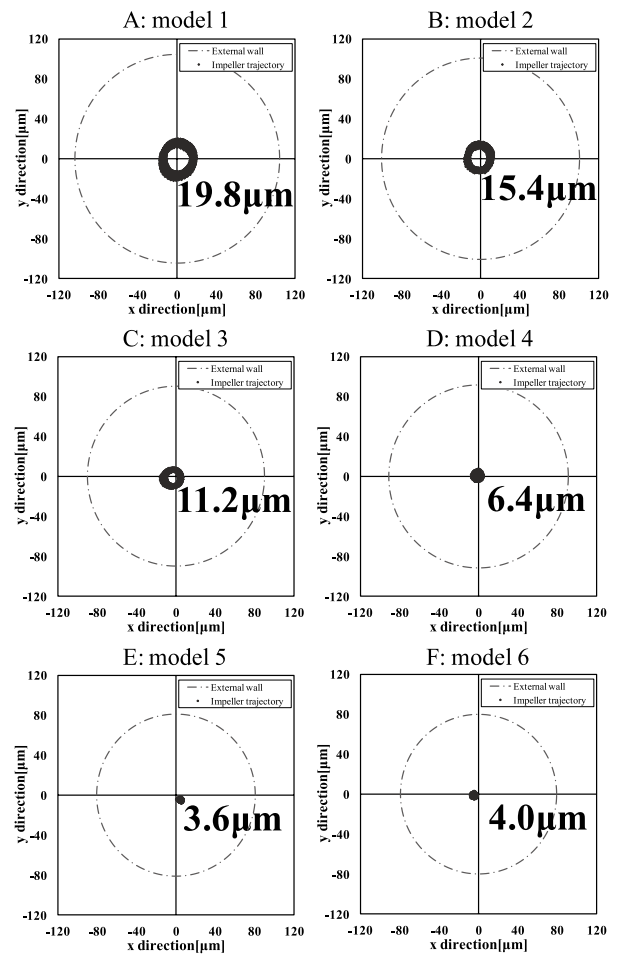 A: model 1
B: model 2
120
80
40
0
-40
-80
-120
y direction[µm]
External wall
Impeller trajectory
19.8µm
-120 -80 -40 0 40 80 120
x direction[µm]
120
80
40
0
-40
-80
-120
y direction[µm]
External wall
Impeller trajectory
15.4µm
-120 -80 -40 0 40 80 120
x direction[µm]
C: model 3
D: model 4
120
80
40
0
-40
-80
-120
y direction[µm]
External wall
Impeller trajectory
11.2µm
-120 -80 -40 0 40 80 120
x direction[µm]
120
80
40
0
-40
-80
-120
y direction[µm]
External wall
Impeller trajectory
6.4µm
-120 -80 -40 0 40 80 120
x direction[µm]
E: model 5
F: model 6
120
80
40
0
-40
-80
-120
y direction[µm]
External wall
Impeller trajectory
3.6µm
-120 -80 -40 0 40 80 120
x direction[µm]
120
80
40
0
-40
-80
-120
y direction[µm]
External wall
Impeller trajectory
4.0µm
-120 -80 -40 0 40 80 120
x direction[µm]